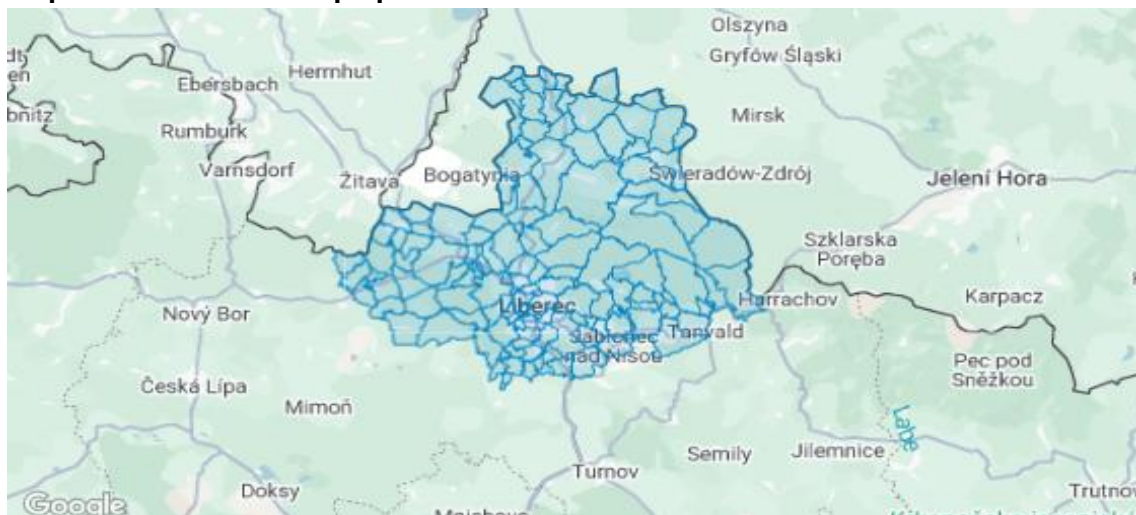 Olszyna
Gryfów Śląski
Herrnhut
Ebersbach
Rumburk
Mirsk
Varnsdorf
Žitava
Bogatynia
Świeradów-Zdrój
Jelení Hora
Szklarska
Poręba
Harrachov
Karpacz
Liberec
Nový Bor
Jablonec
nad Nisou
Tanvald
Pec pod
Sněžkou
Česká Lípa
Mimoň
Labe
Semily
Jilemnice
Turnov
Doksy
Trutnov
Google